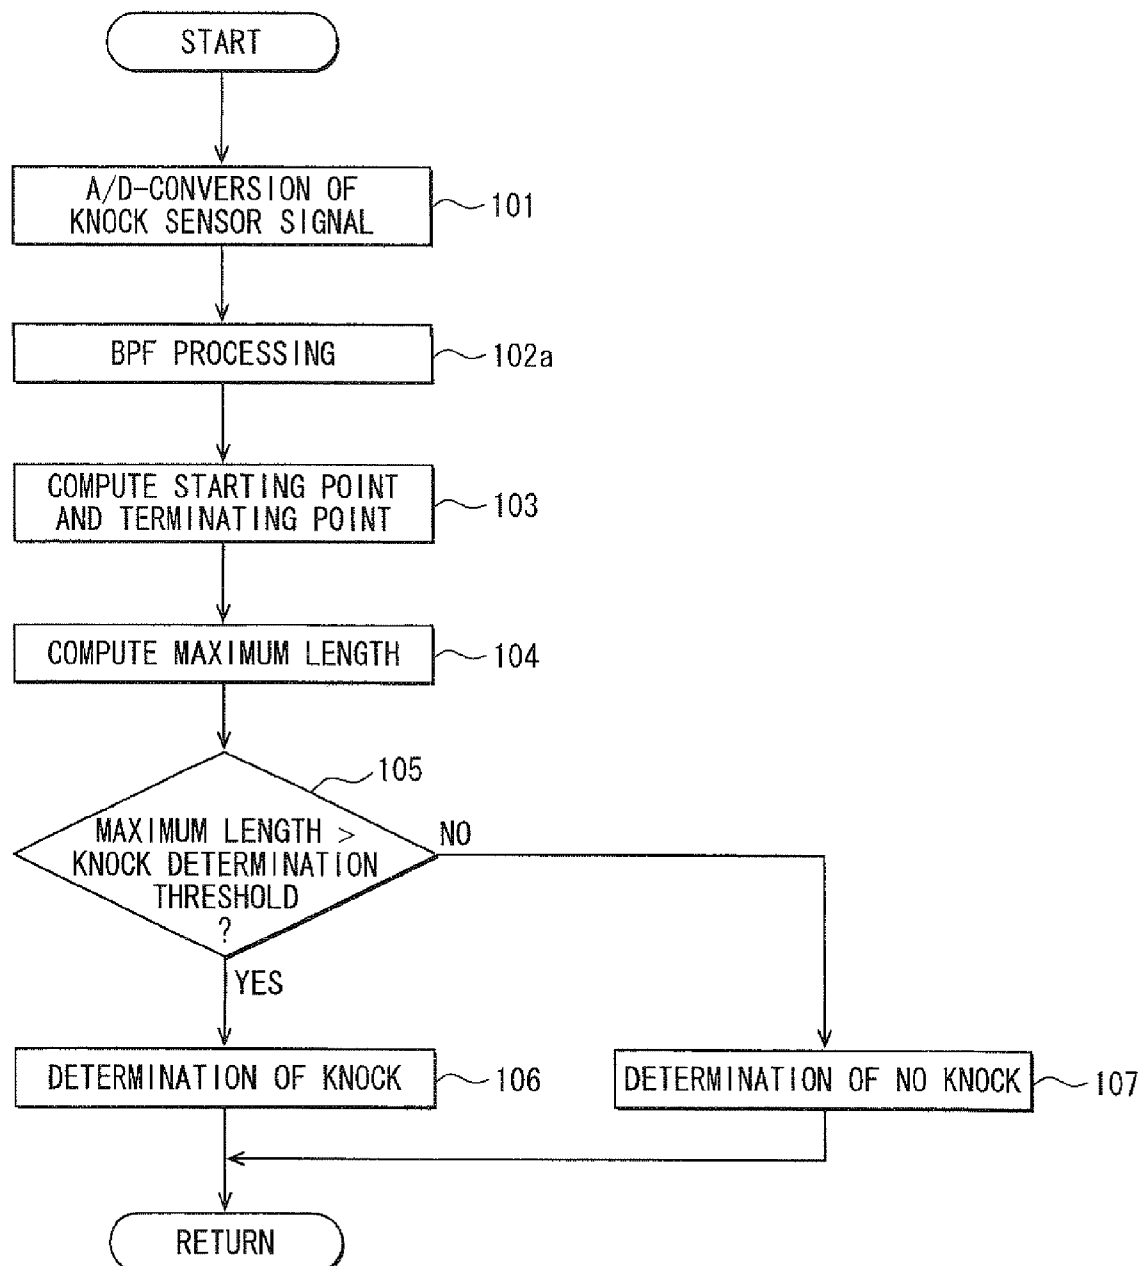 START
A/D-CONVERSION OF
KNOCK SENSOR SIGNAL
101
BPF PROCESSING
102a
COMPUTE STARTING POINT
AND TERMINATING POINT
103
COMPUTE MAXIMUM LENGTH
104
105
MAXIMUM LENGTH >
KNOCK DETERMINATION
THRESHOLD
?
NO
YES
DETERMINATION OF KNOCK
106
DETERMINATION OF NO KNOCK
107
RETURN